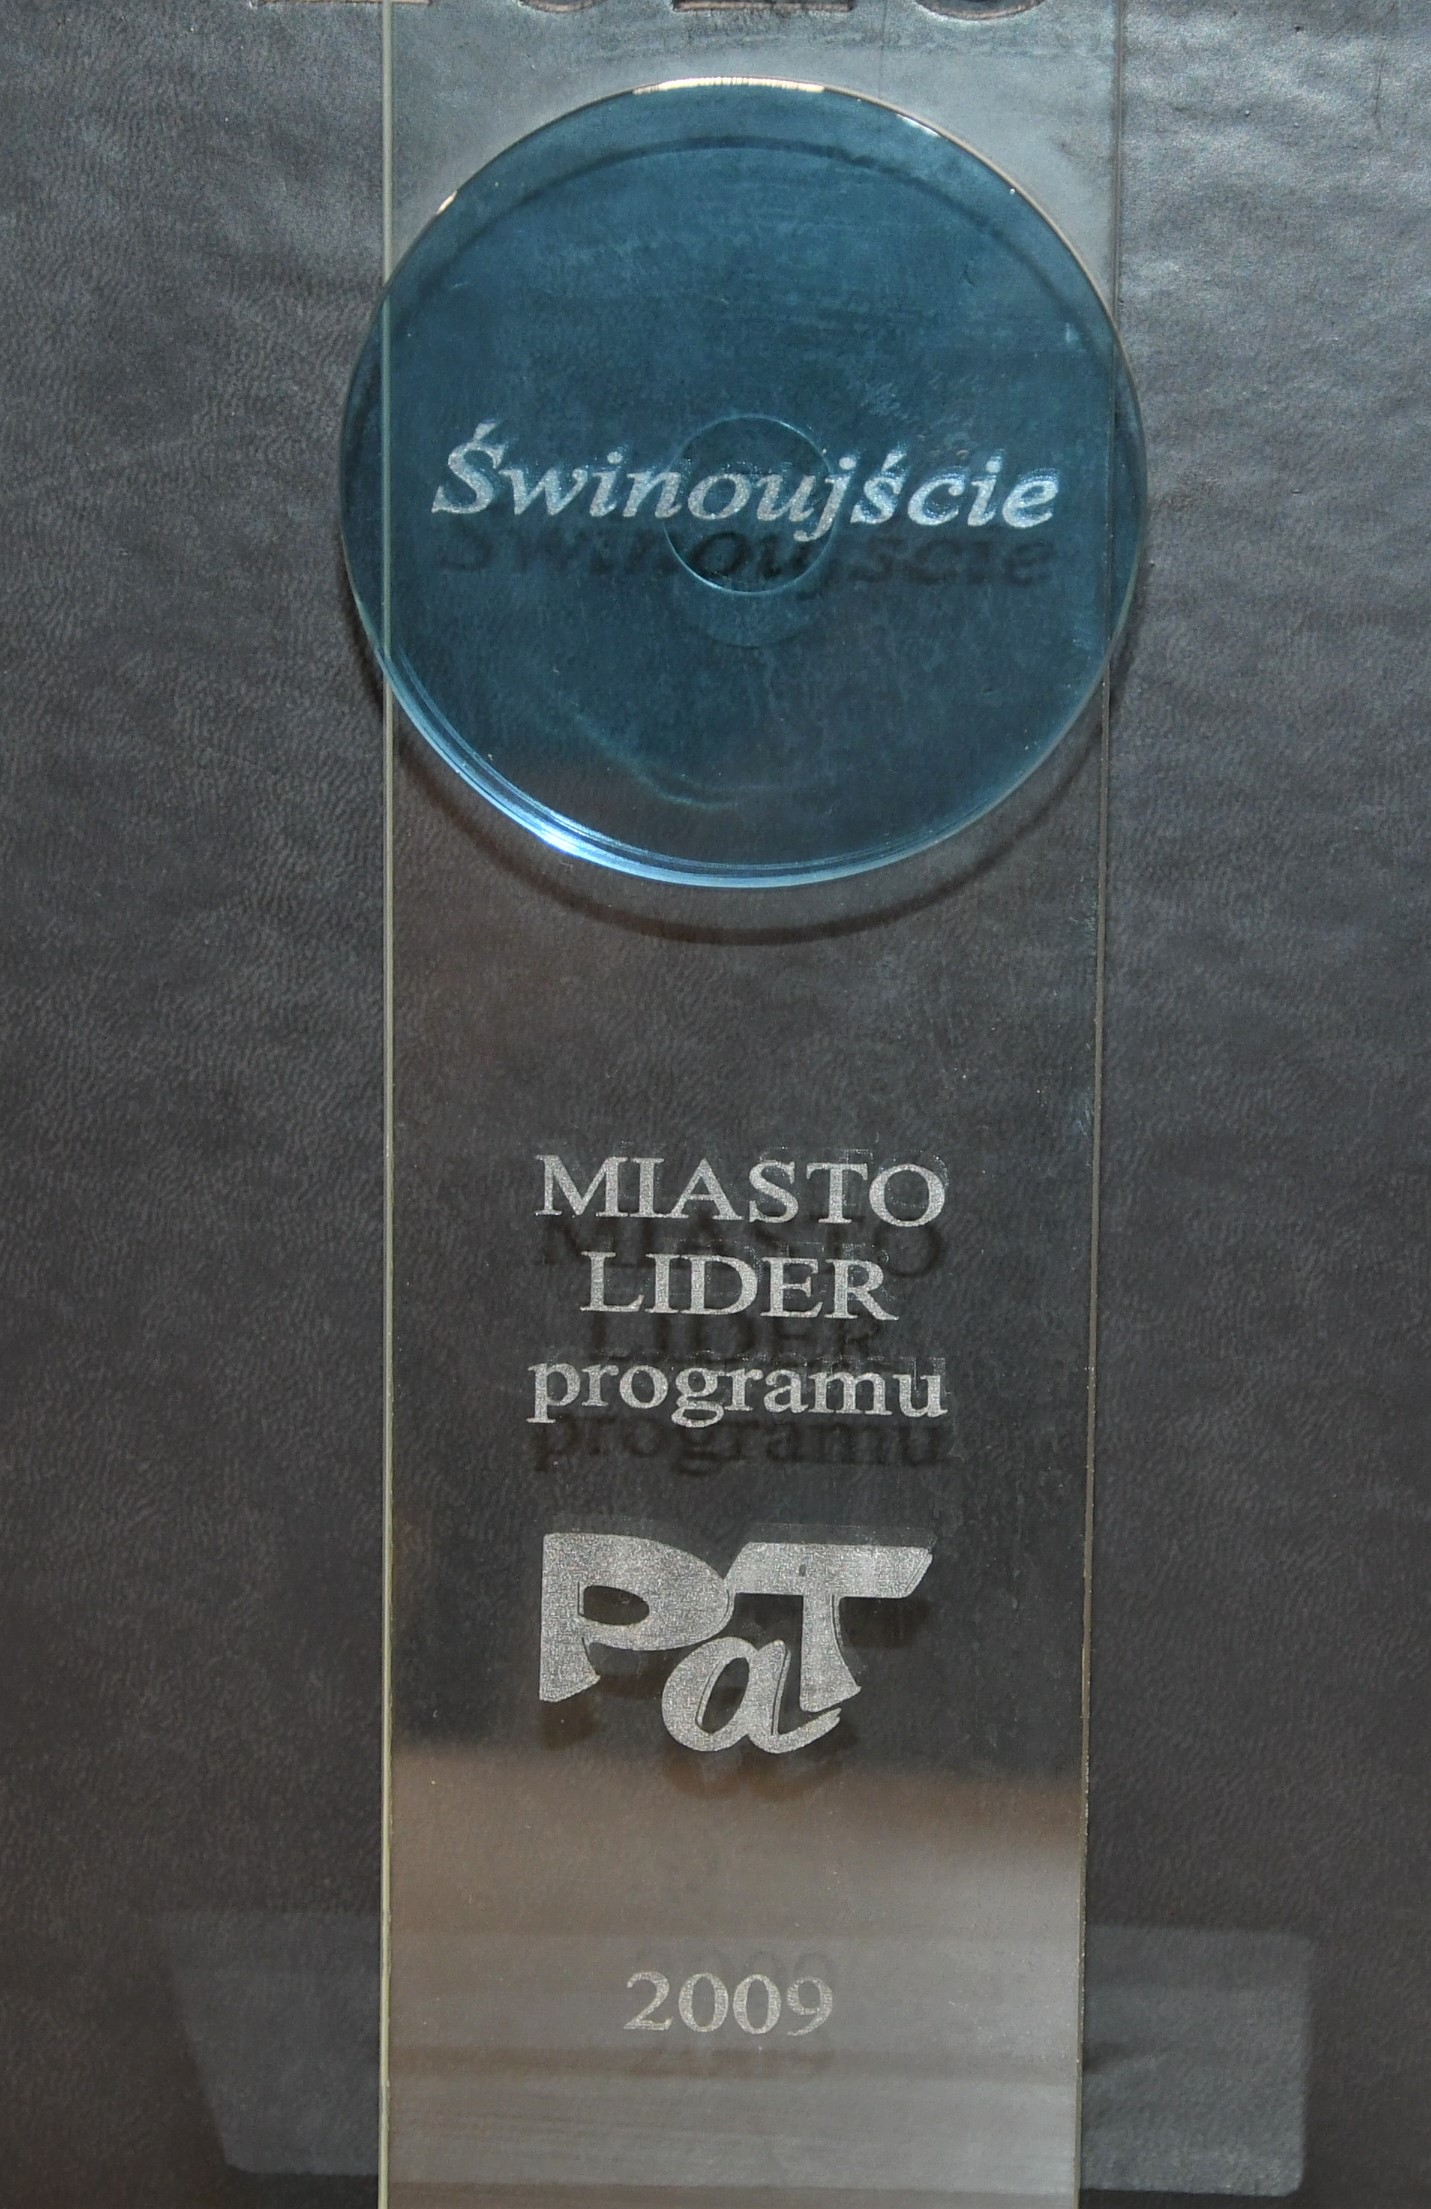 Świnoujście
MIASTO
LIDER
programu
PaT
2009